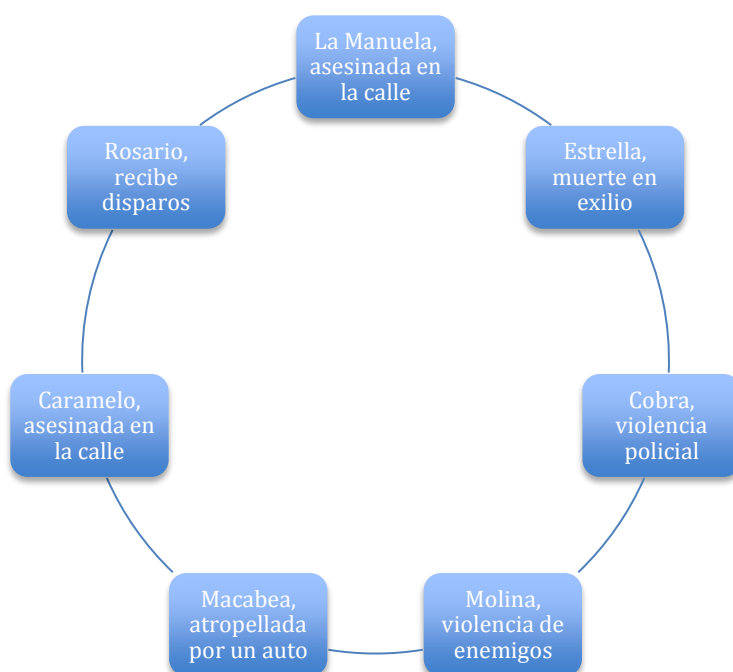 La Manuela,
asesinada en
la calle
Estrella,
muerte en
exilio
Cobra,
violencia
policial
Molina,
violencia de
enemigos
Macabea,
atropellada
por un auto
Caramelo,
asesinada en
la calle
Rosario,
recibe
disparos